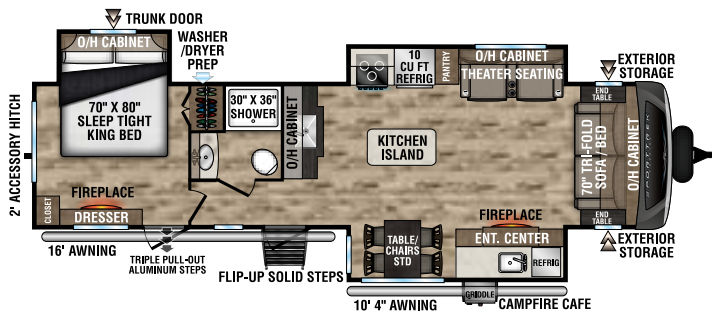 TRUNK DOOR
O/H CABINET
WASHER
/DRYER
PREP
70" X 80"
SLEEP TIGHT
KING BED
2' ACCESSORY HITCH
30" X 36"
SHOWER
O/H CABINET
FIREPLACE
CLOSET
DRESSER
16' AWNING
TRIPLE PULL-OUT
ALUMINUM STEPS
FLIP-UP SOLID STEPS
10
CU FT
REFRIG
PANTRY
O/H CABINET
THEATER SEATING
KITCHEN
ISLAND
EXTERIOR
STORAGE
END
TABLE
70" TRI-FOLD
SOFA / BED
O/H CABINET
SPORTTREK
END
TABLE
EXTERIOR
STORAGE
FIREPLACE
TABLE/
CHAIRS
STD
ENT. CENTER
REFRIG
10' 4" AWNING
GRIDDLE
CAMPFIRE CAFE